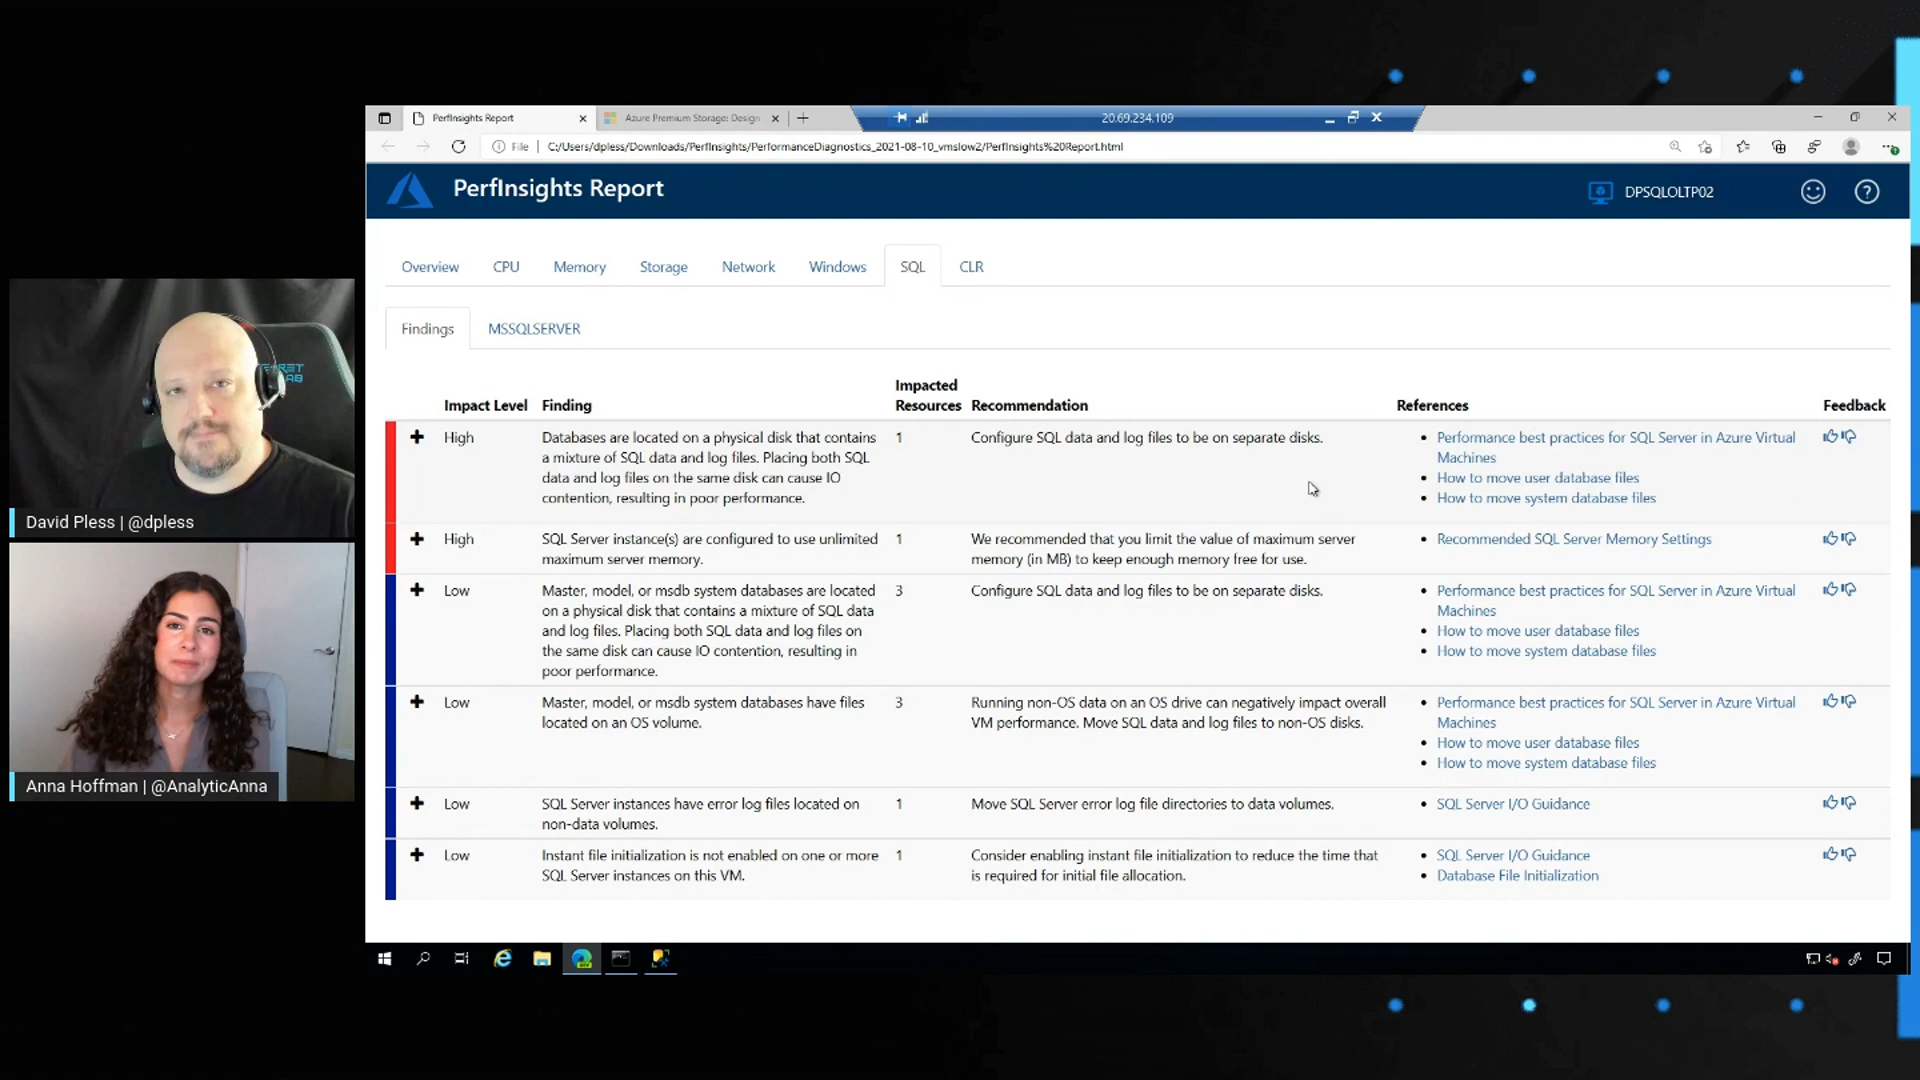 PerfInsights Report
Azure Premium Storage: Design
20.69.234.109
File
C:/Users/dpless/Downloads/PerfInsights/PerformanceDiagnostics_2021-08-10_vmslow2/PerfInsights%20Report.html
PerfInsights Report
DPSQLOLTP02
Overview
CPU
Memory
Storage
Network
Windows
SQL
CLR
Findings
MSSQLSERVER
Impact Level
Finding
Impacted
Resources
Recommendation
References
Feedback
High
Databases are located on a physical disk that contains
a mixture of SQL data and log files. Placing both SQL
data and log files on the same disk can cause IO
contention, resulting in poor performance.
1
Configure SQL data and log files to be on separate disks.
• Performance best practices for SQL Server in Azure Virtual
Machines
• How to move user database files
• How to move system database files
High
SQL Server instance(s) are configured to use unlimited
maximum server memory.
1
We recommended that you limit the value of maximum server
memory (in MB) to keep enough memory free for use.
• Recommended SQL Server Memory Settings
Low
Master, model, or msdb system databases are located
on a physical disk that contains a mixture of SQL data
and log files. Placing both SQL data and log files on
the same disk can cause IO contention, resulting in
poor performance.
3
Configure SQL data and log files to be on separate disks.
• Performance best practices for SQL Server in Azure Virtual
Machines
• How to move user database files
• How to move system database files
Low
Master, model, or msdb system databases have files
located on an OS volume.
3
Running non-OS data on an OS drive can negatively impact overall
VM performance. Move SQL data and log files to non-OS disks.
• Performance best practices for SQL Server in Azure Virtual
Machines
• How to move user database files
• How to move system database files
Low
SQL Server instances have error log files located on
non-data volumes.
1
Move SQL Server error log file directories to data volumes.
• SQL Server I/O Guidance
Low
Instant file initialization is not enabled on one or more
SQL Server instances on this VM.
1
Consider enabling instant file initialization to reduce the time that
is required for initial file allocation.
• SQL Server I/O Guidance
• Database File Initialization
David Pless | @dpless
Anna Hoffman | @AnalyticAnna